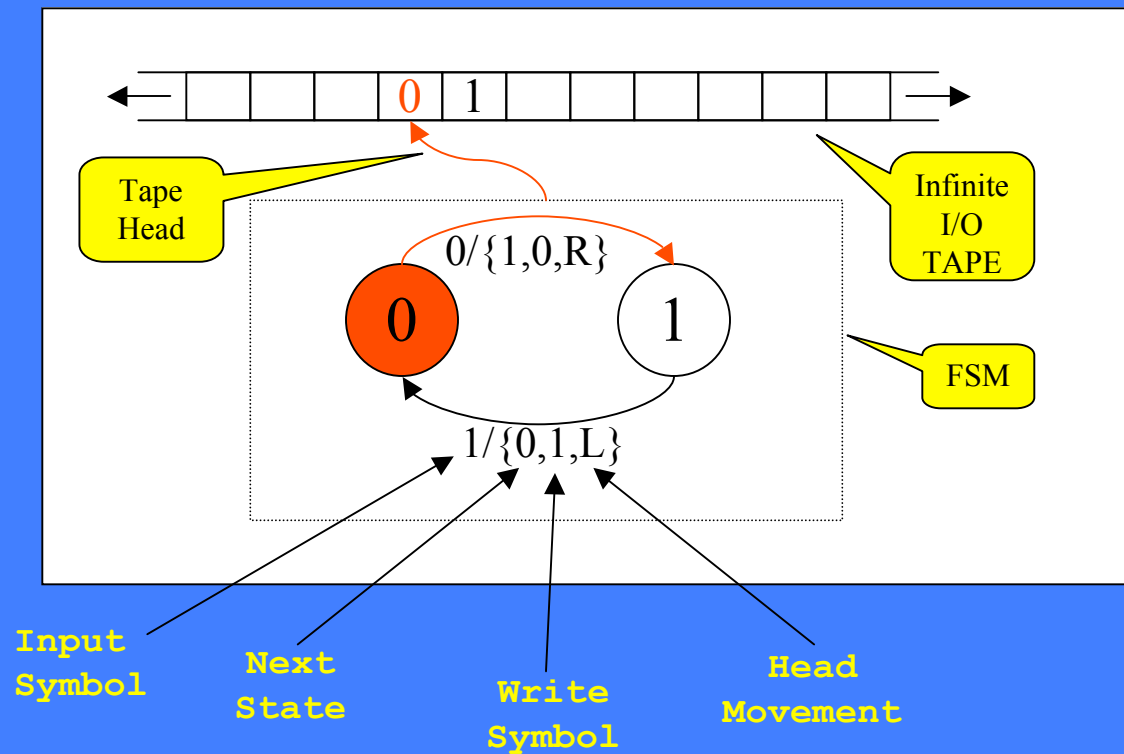 0 1
Tape
Head
Infinite
I/O
TAPE
0/{1,0,R}
0 1
FSM
1/{0,1,L}
Input
Symbol
Next
State
Write
Symbol
Head
Movement